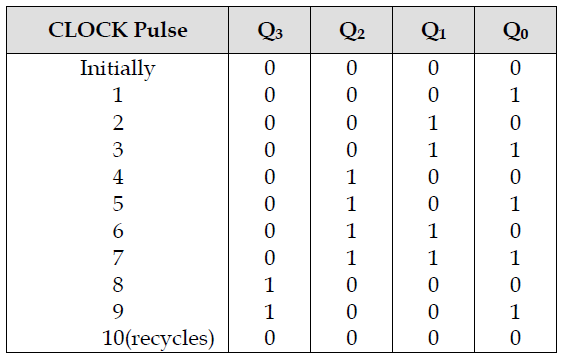 CLOCK Pulse Q3 Q2 Q1 Q0
Initially 0 0 0 0
1 0 0 0 1
2 0 0 1 0
3 0 0 1 1
4 0 1 0 0
5 0 1 0 1
6 0 1 1 0
7 0 1 1 1
8 1 0 0 0
9 1 0 0 1
10(recycles) 0 0 0 0